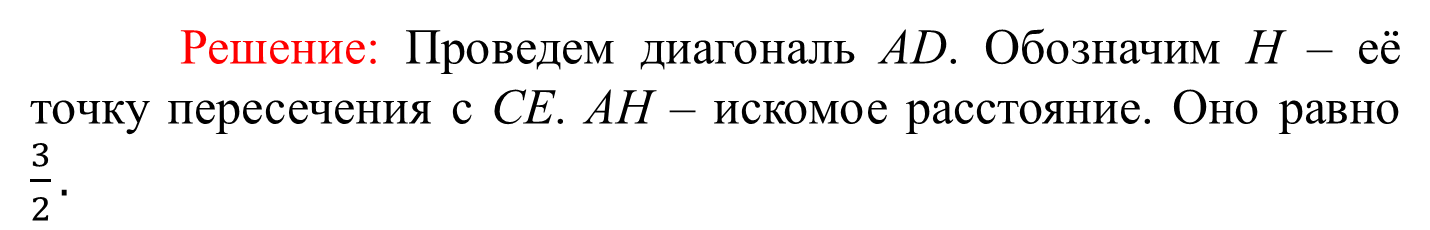 Решение: Проведем диагональ AD. Обозначим H – её
точку пересечения с CE. AH – искомое расстояние. Оно равно
3/2.